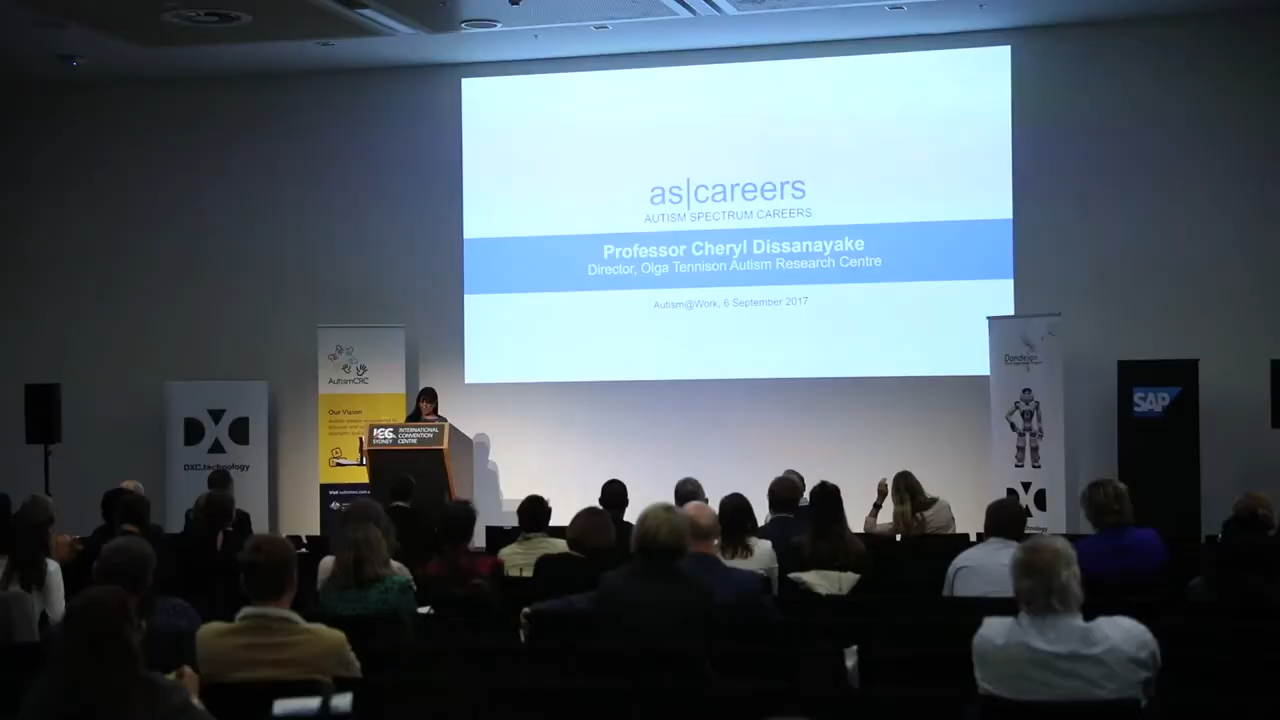 as|careers
AUTISM SPECTRUM CAREERS
Professor Cheryl Dissanayake
Director, Olga Tennison Autism Research Centre
Autism@Work, 6 September 2017
AutismCRC
Our Vision
DXC.technology
INTERNATIONAL
CONVENTION
CENTRE
SYDNEY
Dandelion
SAP
technology